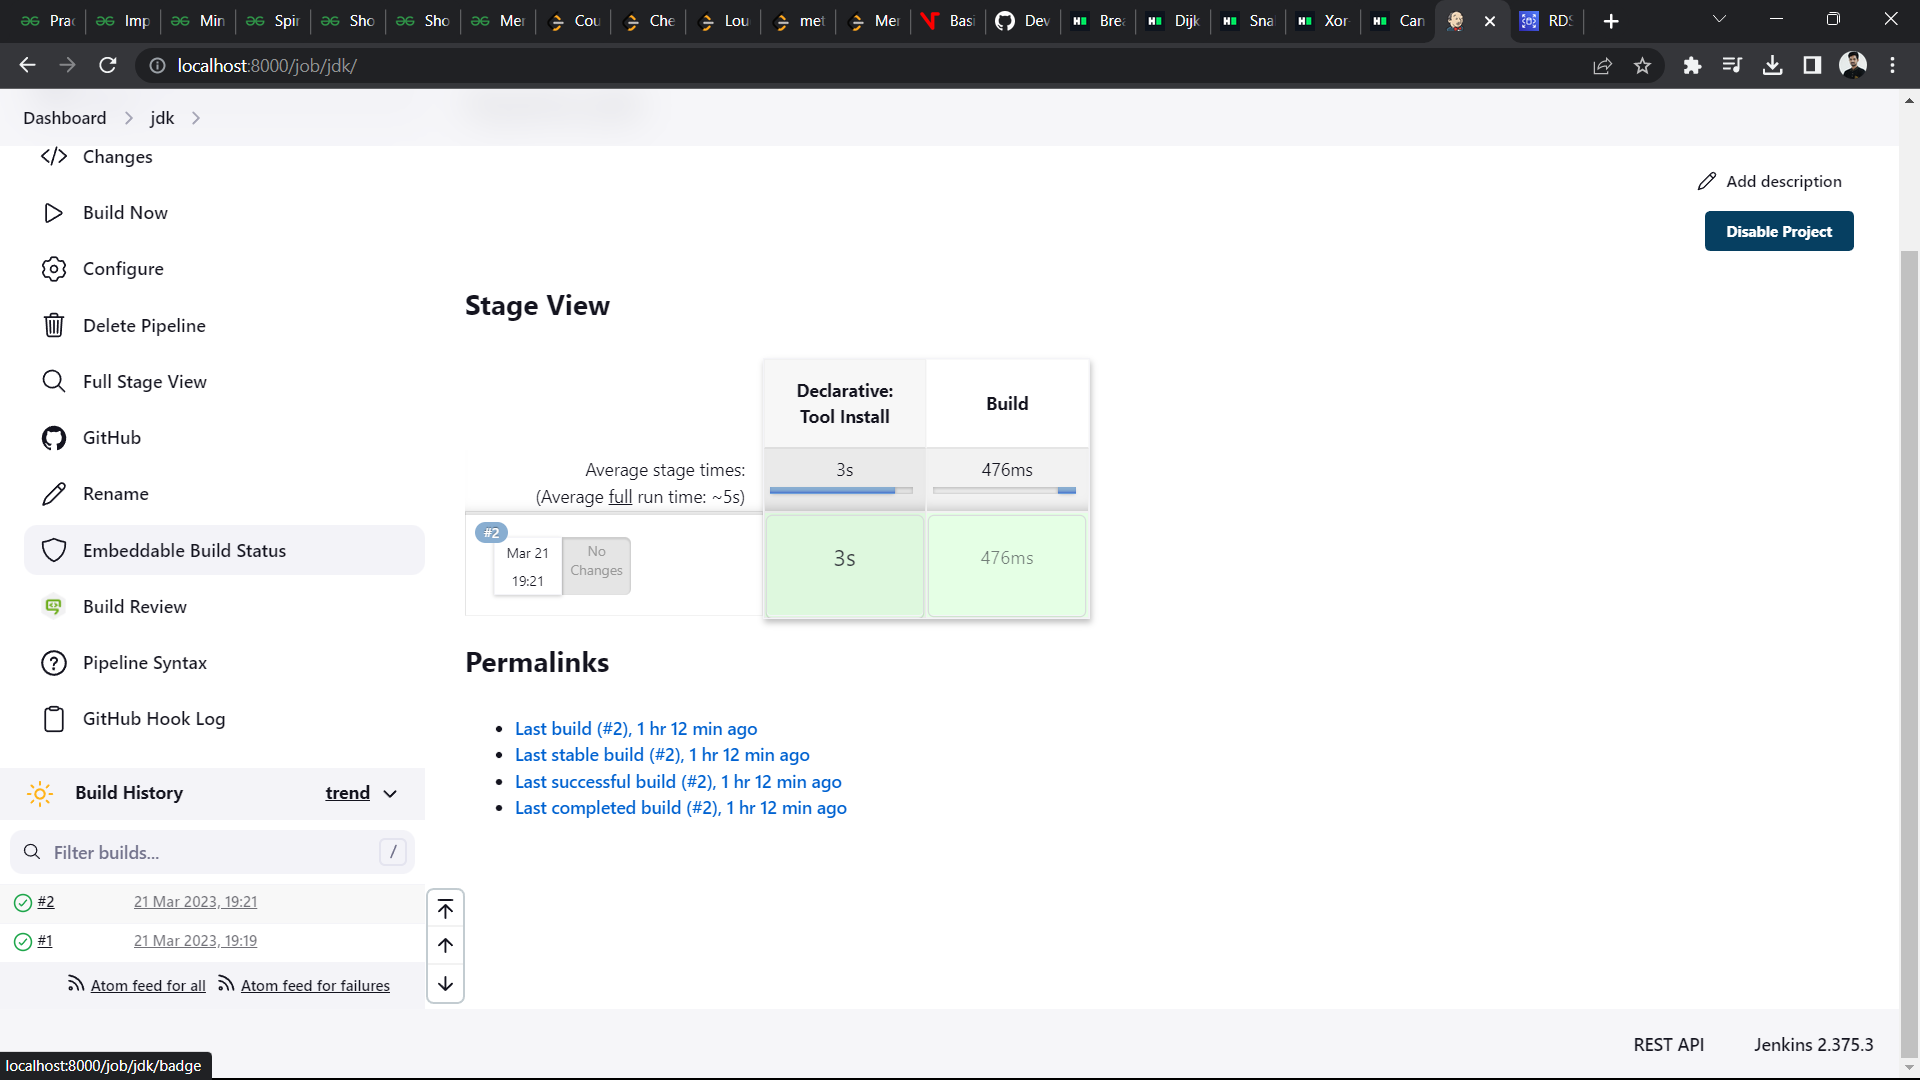 Prac
Imp
Min
Spir
Sho
Sho
Mer
Cou
Che
Lou
met
Mer
Basi
Dev
Brea
Dijk
Snal
Xor-
Can
RDS
localhost:8000/job/jdk/
Dashboard
jdk
Changes
Build Now
Configure
Delete Pipeline
Full Stage View
GitHub
Rename
Embeddable Build Status
Build Review
Pipeline Syntax
GitHub Hook Log
Build History
trend
Filter builds...
/
#2
21 Mar 2023, 19:21
#1
21 Mar 2023, 19:19
Atom feed for all
Atom feed for failures
Add description
Disable Project
Stage View
Declarative:
Tool Install
Build
Average stage times:
3s
476ms
(Average full run time: ~5s)
#2
Mar 21
19:21
No
Changes
3s
476ms
Permalinks
Last build (#2), 1 hr 12 min ago
Last stable build (#2), 1 hr 12 min ago
Last successful build (#2), 1 hr 12 min ago
Last completed build (#2), 1 hr 12 min ago
REST API
Jenkins 2.375.3
localhost:8000/job/jdk/badge